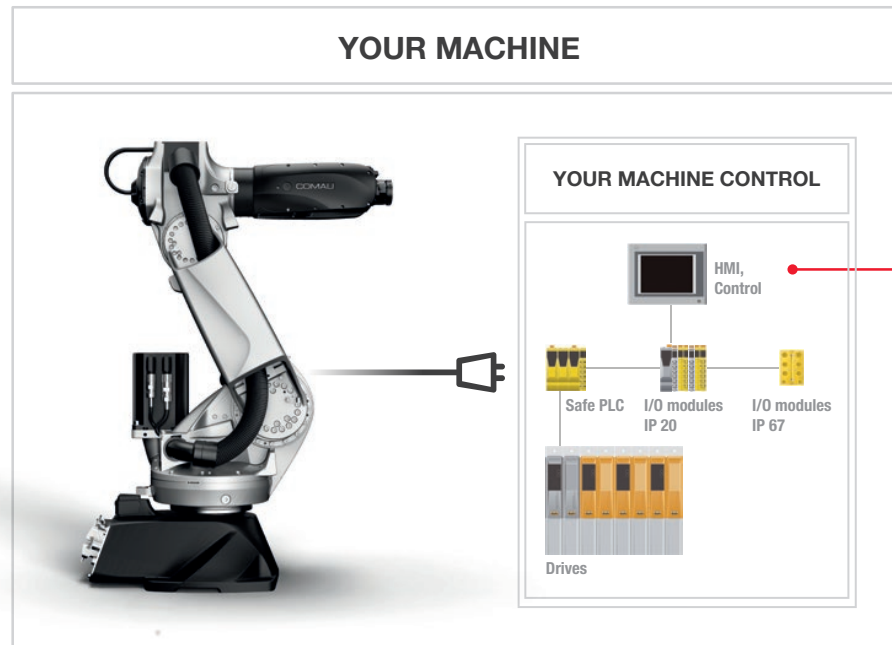 YOUR MACHINE
COMAU
YOUR MACHINE CONTROL
HMI,
Control
Safe PLC
I/O modules
IP 20
I/O modules
IP 67
Drives